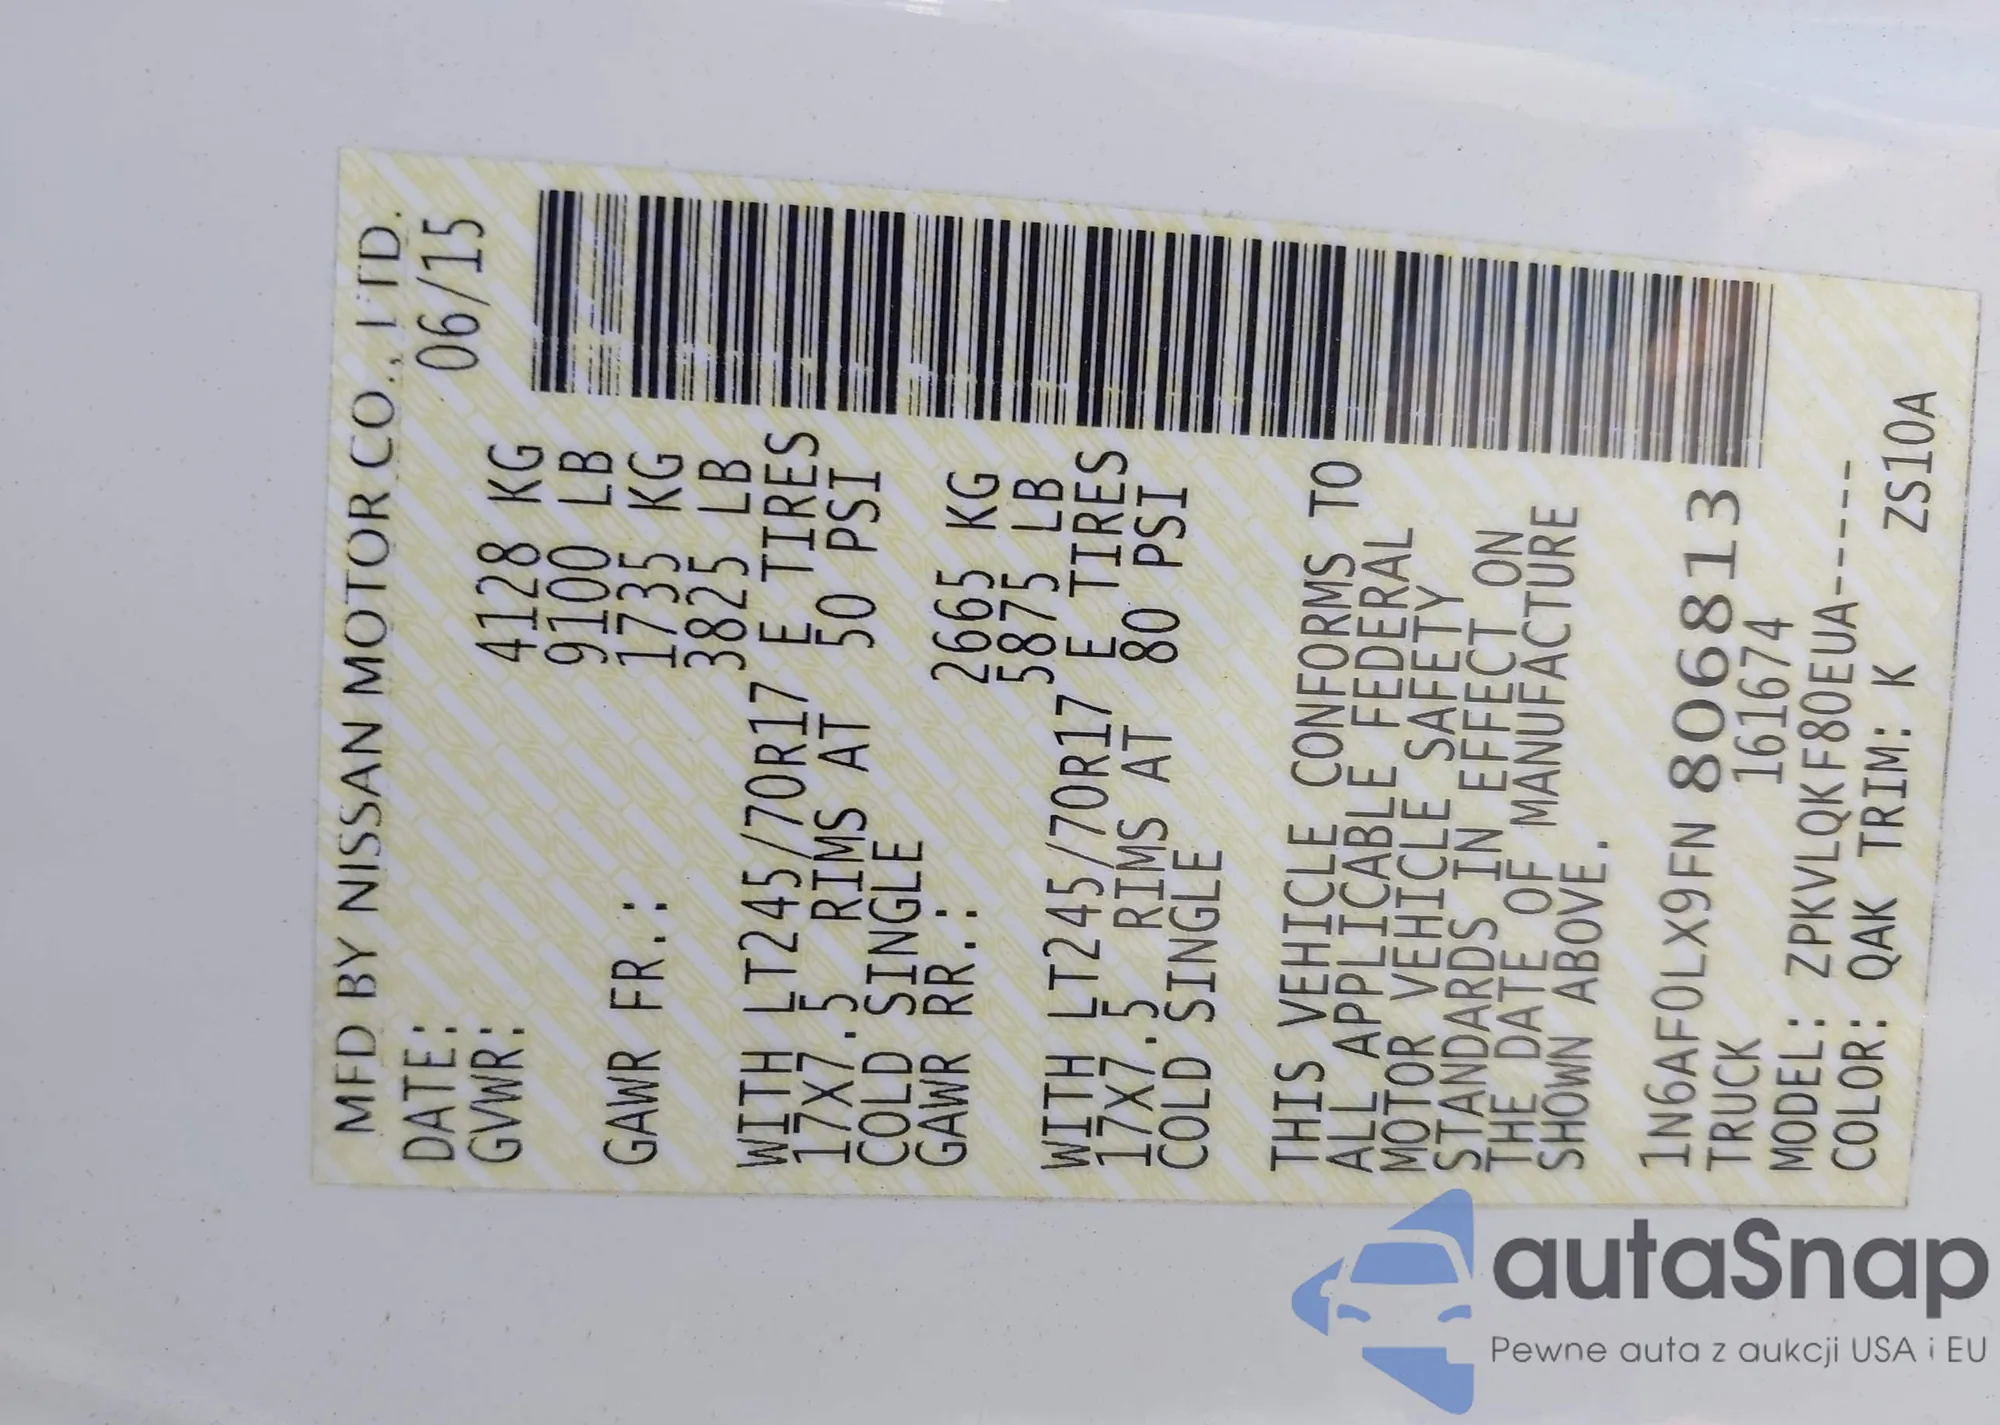 MFD BY NISSAN MOTOR CO., LTD.
DATE: 06/15
GVWR: 4128 KG
9100 LB
GAWR FR.: 1735 KG
3825 LB
WITH LT245/70R17 E TIRES
17X7.5 RIMS AT 50 PSI
COLD SINGLE
GAWR RR.: 2665 KG
5875 LB
WITH LT245/70R17 E TIRES
17X7.5 RIMS AT 80 PSI
COLD SINGLE
THIS VEHICLE CONFORMS TO
ALL APPLICABLE FEDERAL
MOTOR VEHICLE SAFETY
STANDARDS IN EFFECT ON
THE DATE OF MANUFACTURE
SHOWN ABOVE.
1N6AF0LX9FN 806813
TRUCK 161674
MODEL: ZPKVLQKF80EUA-----
COLOR: QAK TRIM: K ZS10A
autaSnap
Pewne auta z aukcji USA i EU